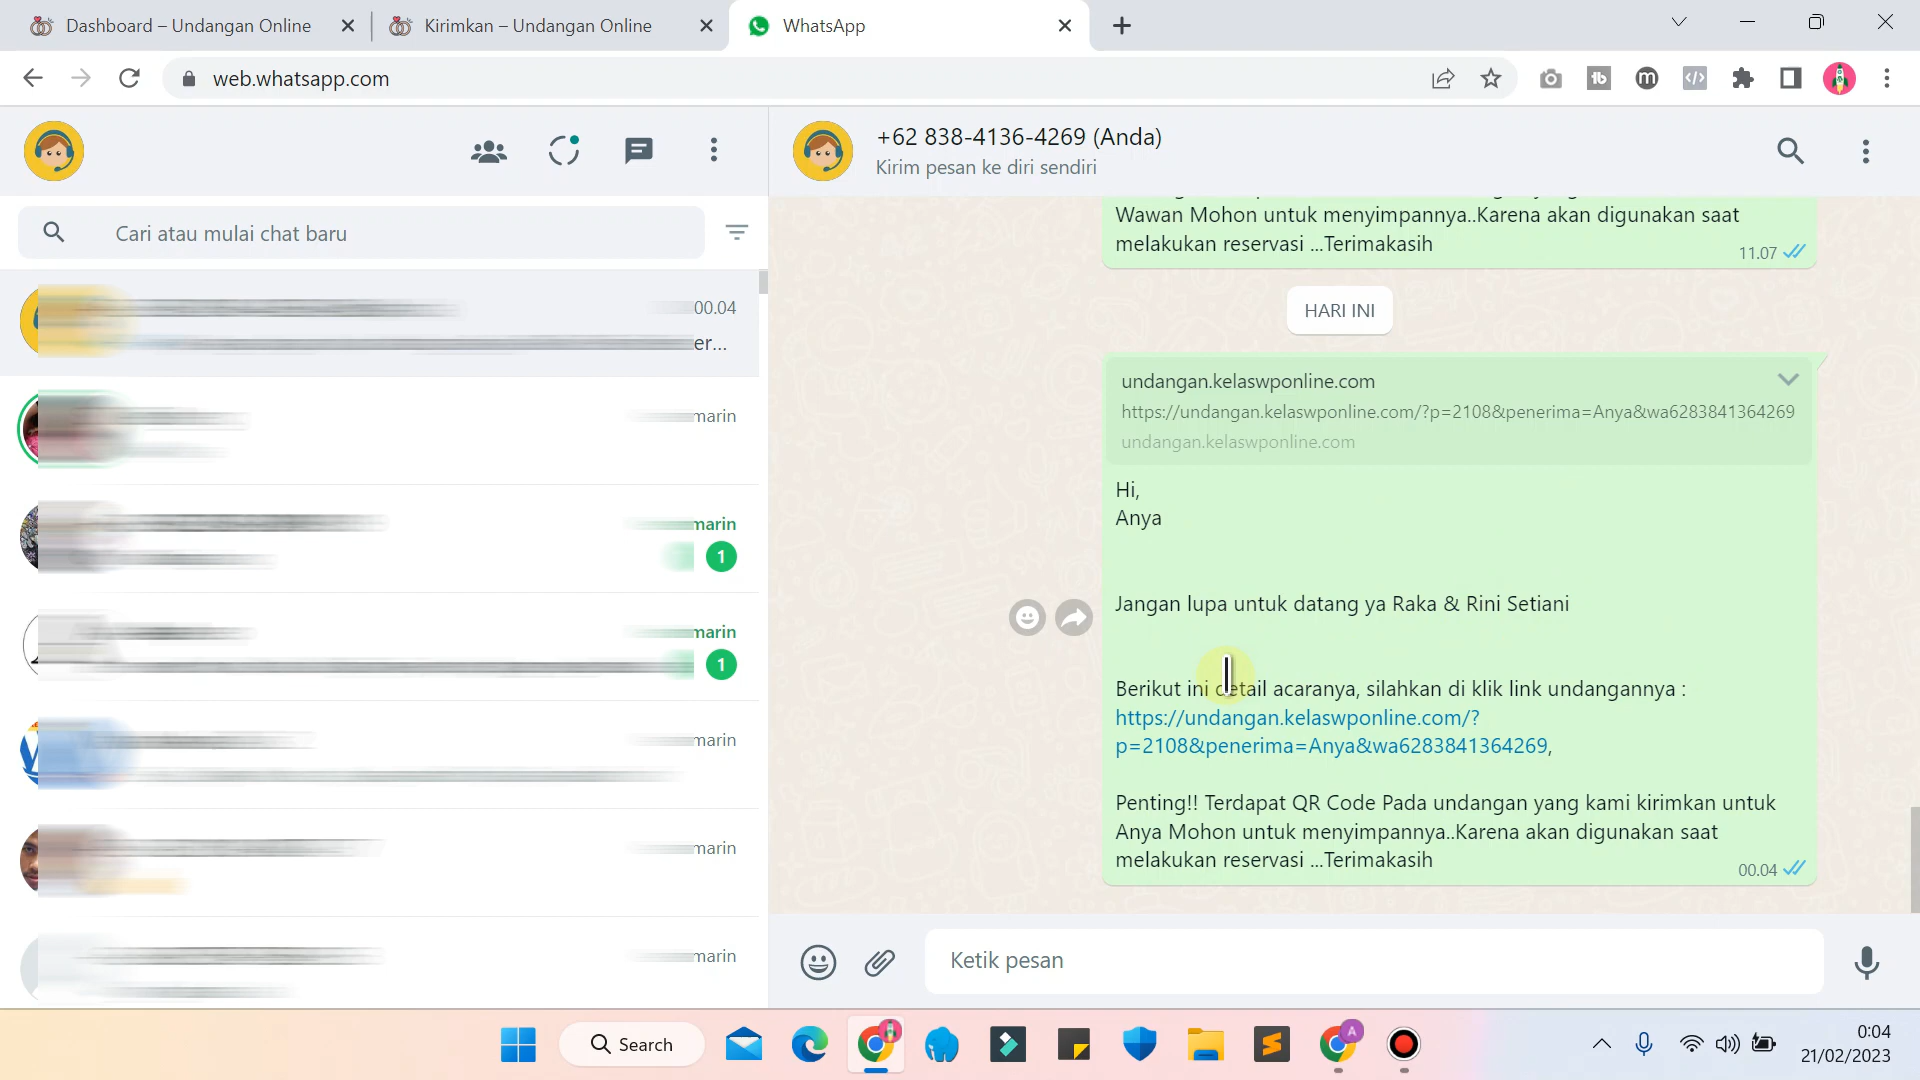 Dashboard – Undangan Online
Kirimkan – Undangan Online
WhatsApp
web.whatsapp.com
Cari atau mulai chat baru
00.04
er...
marin
marin
1
marin
1
marin
marin
marin
+62 838-4136-4269 (Anda)
Kirim pesan ke diri sendiri
Wawan Mohon untuk menyimpannya..Karena akan digunakan saat
melakukan reservasi ...Terimakasih
11.07
HARI INI
undangan.kelaswponline.com
https://undangan.kelaswponline.com/?p=2108&penerima=Anya&wa6283841364269
undangan.kelaswponline.com
Hi,
Anya
Jangan lupa untuk datang ya Raka & Rini Setiani
Berikut ini detail acaranya, silahkan di klik link undangannya :
https://undangan.kelaswponline.com/?
p=2108&penerima=Anya&wa6283841364269,
Penting!! Terdapat QR Code Pada undangan yang kami kirimkan untuk
Anya Mohon untuk menyimpannya..Karena akan digunakan saat
melakukan reservasi ...Terimakasih
00.04
Ketik pesan
Search
0:04
21/02/2023